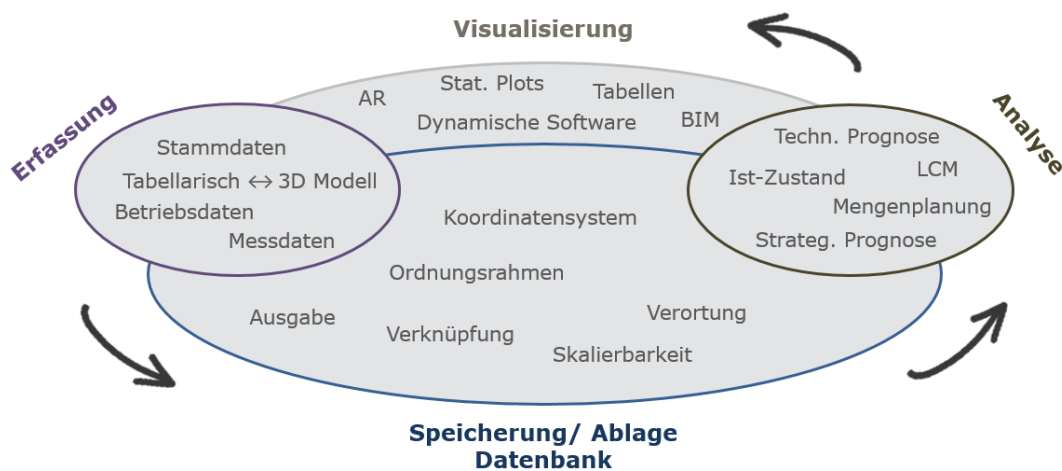 Visualisierung
AR
Stat. Plots
Tabellen
Dynamische Software
BIM
Erfassung
Stammdaten
Tabellarisch ↔ 3D Modell
Betriebsdaten
Messdaten
Analyse
Techn. Prognose
Ist-Zustand
LCM
Mengenplanung
Strateg. Prognose
Koordinatensystem
Ordnungsrahmen
Ausgabe
Verknüpfung
Verortung
Skalierbarkeit
Speicherung/ Ablage
Datenbank